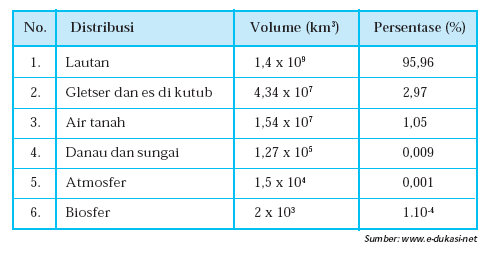 No. Distribusi Volume (km³) Persentase (%)
1. Lautan 1,4 x 10⁹ 95,96
2. Gletser dan es di kutub 4,34 x 10⁷ 2,97
3. Air tanah 1,54 x 10⁷ 1,05
4. Danau dan sungai 1,27 x 10⁵ 0,009
5. Atmosfer 1,5 x 10⁴ 0,001
6. Biosfer 2 x 10³ 1.10⁻⁴
Sumber: www.e-dukasi-net